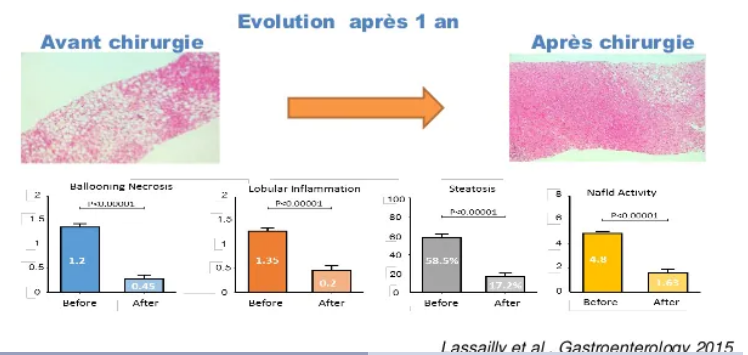 Evolution après 1 an
Avant chirurgie
Après chirurgie
Ballooning Necrosis
P<0.00001
2
1.5
1
0.5
0
1.2
0.45
Before After
Lobular Inflammation
P<0.00001
2
1.5
1
0.5
0
1.35
0.2
Before After
Steatosis
P<0.00001
100
80
60
40
20
0
58.5%
17.2%
Before After
Nafld Activity
P<0.00001
8
6
4
2
0
4.8
1.65
Before After
Lassailly et al., Gastroenterology 2015